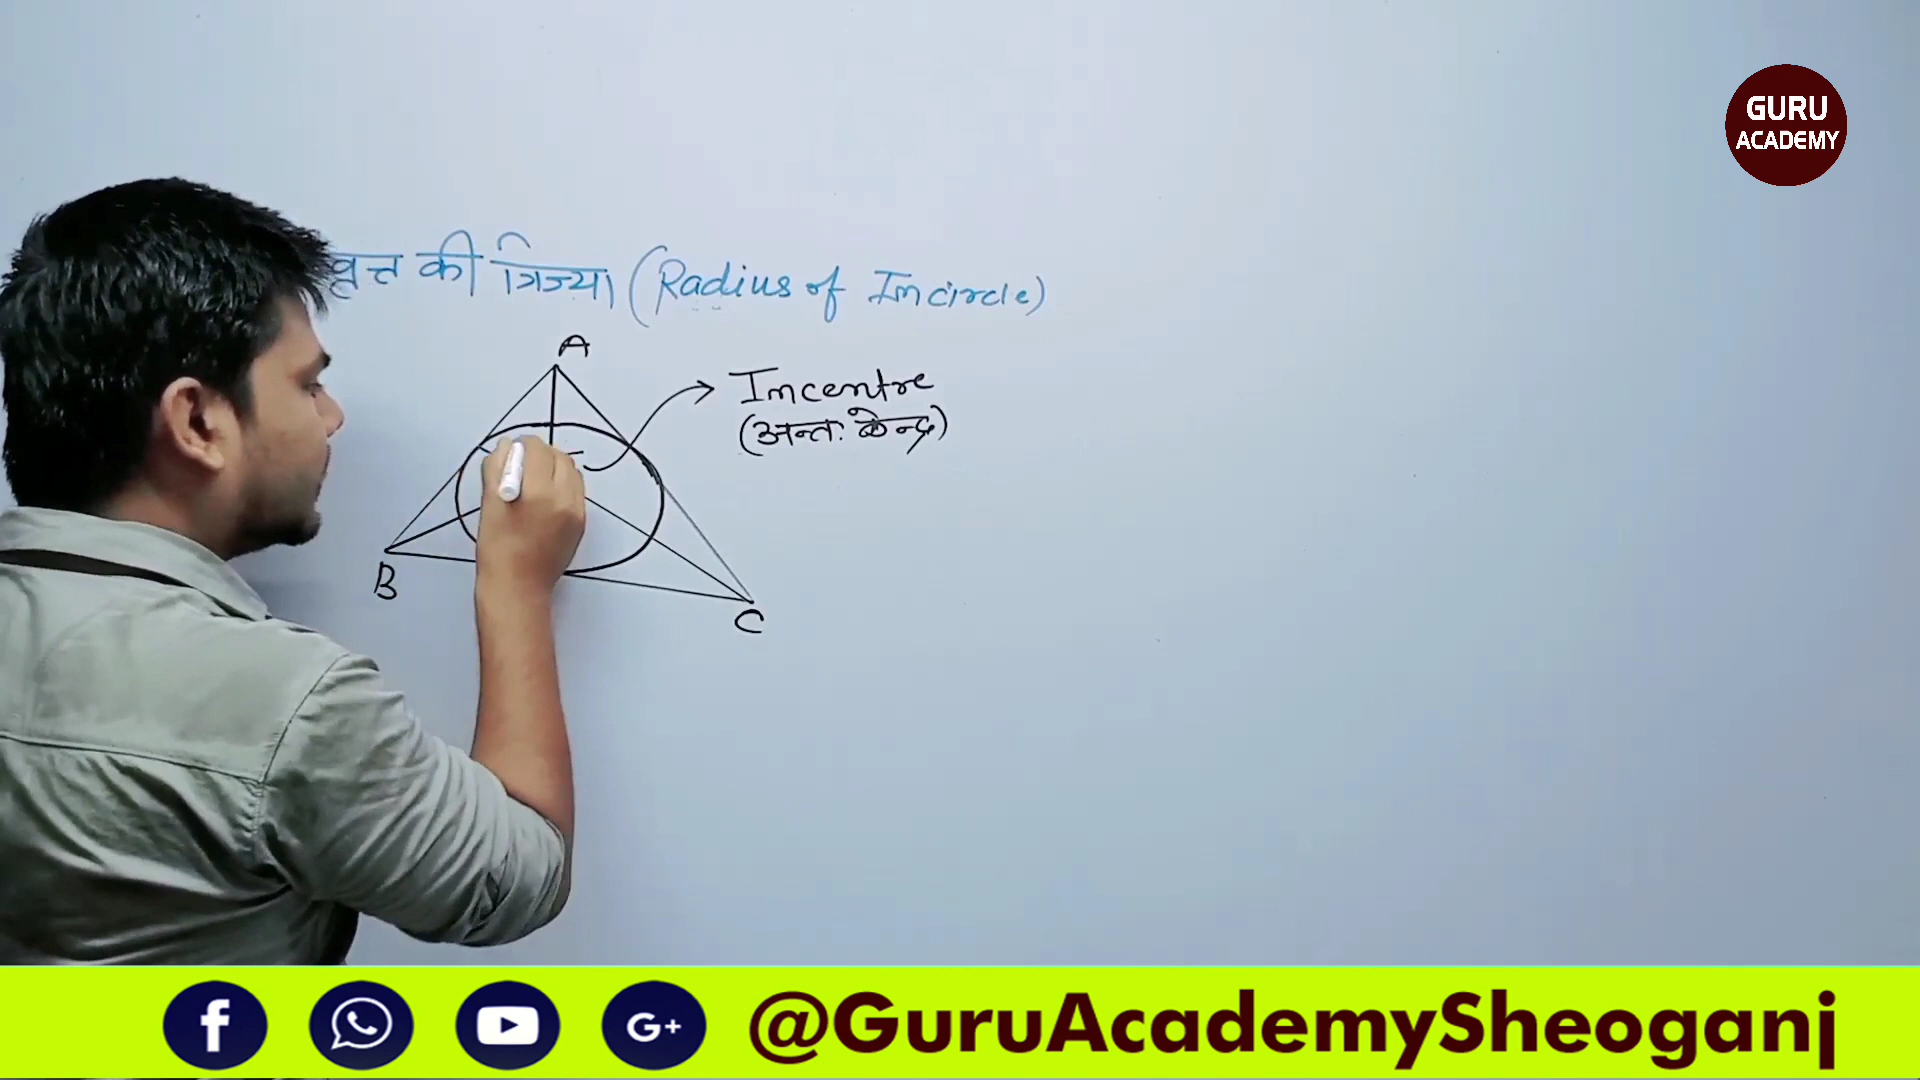 GURU
ACADEMY
वृत्त की त्रिज्या (Radius of Incircle)
A
Incentre
(अन्तः केन्द्र)
B
C
f
G+
@GuruAcademySheoganj